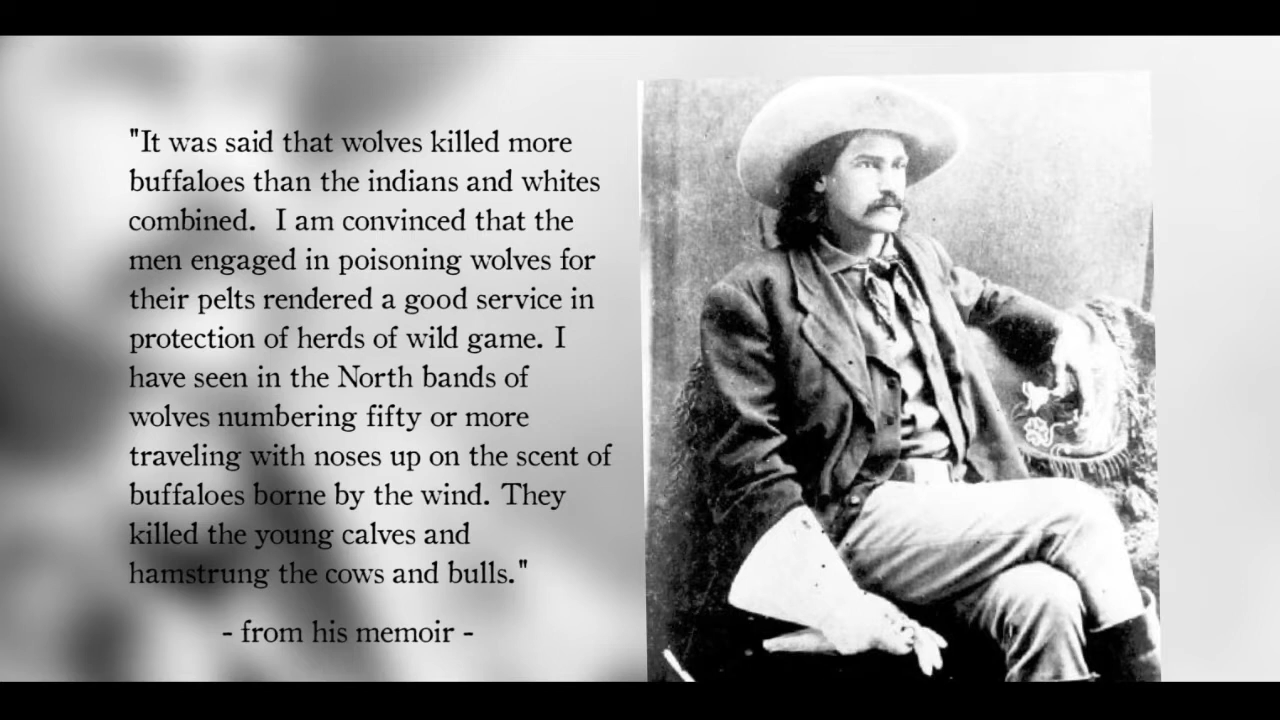 "It was said that wolves killed more
buffaloes than the indians and whites
combined.  I am convinced that the
men engaged in poisoning wolves for
their pelts rendered a good service in
protection of herds of wild game. I
have seen in the North bands of
wolves numbering fifty or more
traveling with noses up on the scent of
buffaloes borne by the wind. They
killed the young calves and
hamstrung the cows and bulls."
- from his memoir -